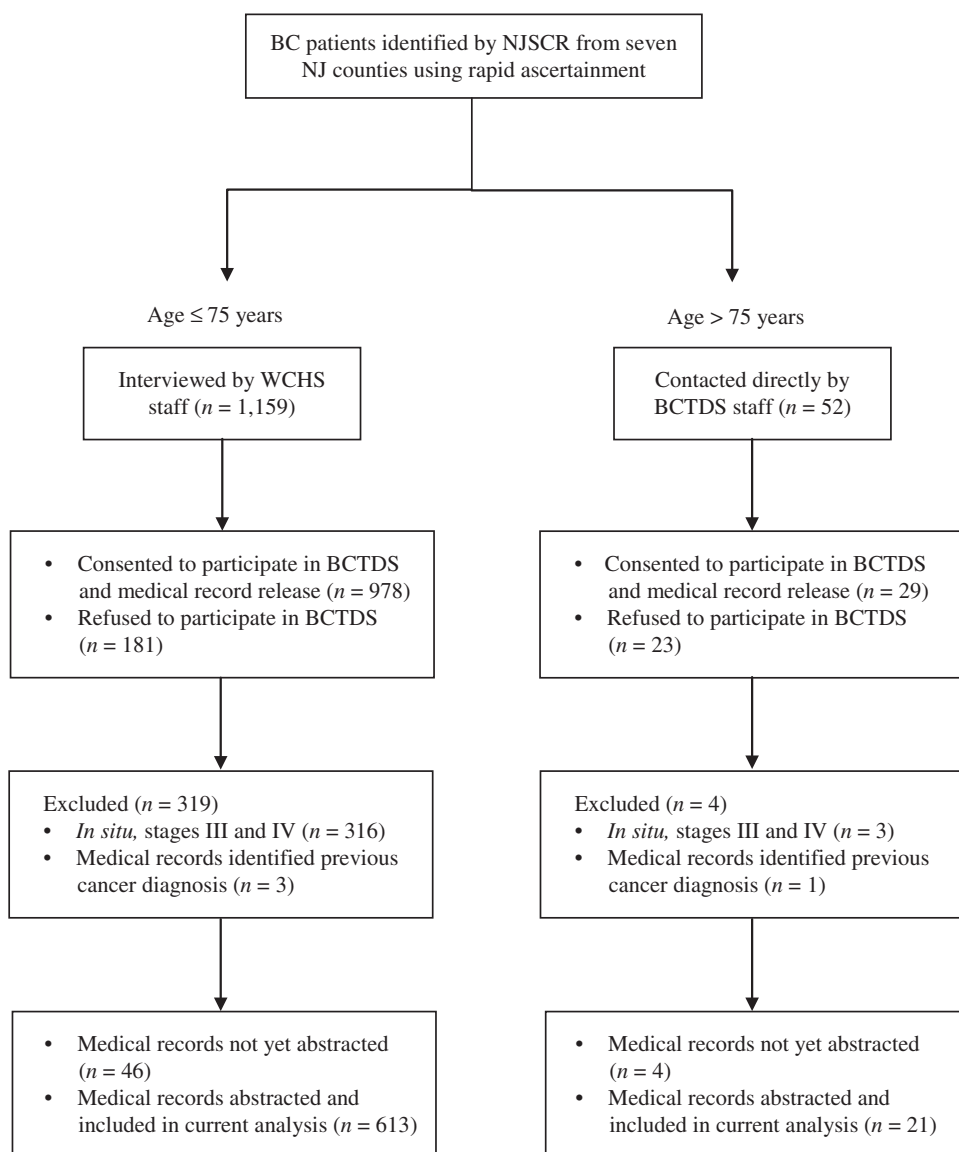 BC patients identified by NJSCR from seven
NJ counties using rapid ascertainment
Age ≤ 75 years
Interviewed by WCHS
staff (n = 1,159)
• Consented to participate in BCTDS
and medical record release (n = 978)
• Refused to participate in BCTDS
(n = 181)
Excluded (n = 319)
• In situ, stages III and IV (n = 316)
• Medical records identified previous
cancer diagnosis (n = 3)
• Medical records not yet abstracted
(n = 46)
• Medical records abstracted and
included in current analysis (n = 613)
Age > 75 years
Contacted directly by
BCTDS staff (n = 52)
• Consented to participate in BCTDS
and medical record release (n = 29)
• Refused to participate in BCTDS
(n = 23)
Excluded (n = 4)
• In situ, stages III and IV (n = 3)
• Medical records identified previous
cancer diagnosis (n = 1)
• Medical records not yet abstracted
(n = 4)
• Medical records abstracted and
included in current analysis (n = 21)